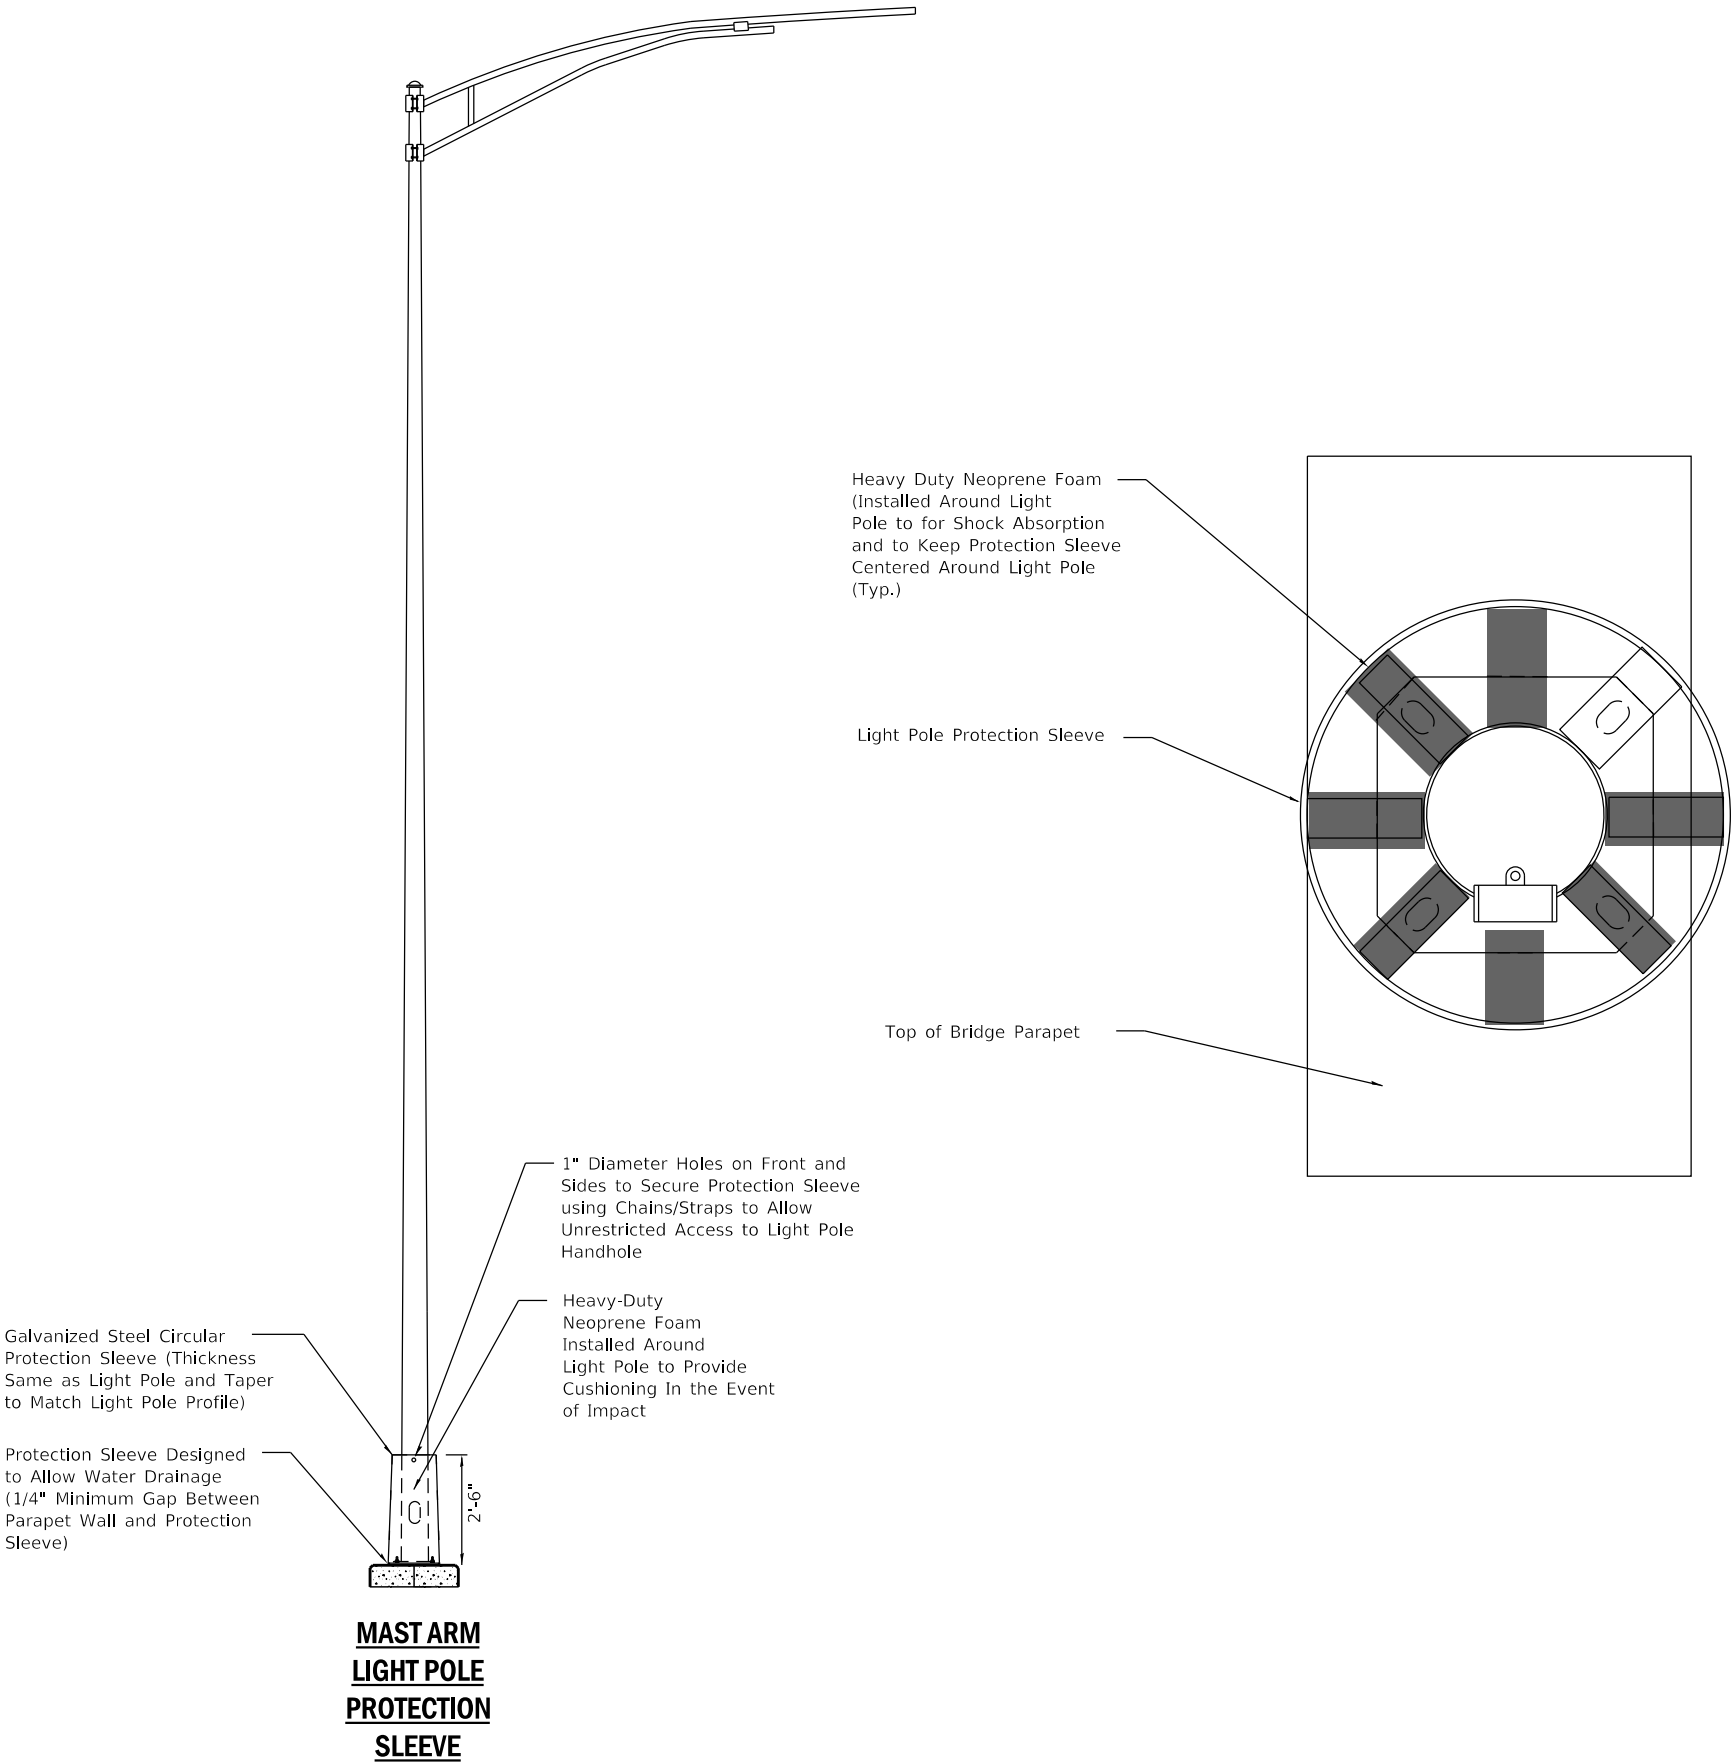 Heavy Duty Neoprene Foam
(Installed Around Light
Pole to for Shock Absorption
and to Keep Protection Sleeve
Centered Around Light Pole
(Typ.)
Light Pole Protection Sleeve
Top of Bridge Parapet
1" Diameter Holes on Front and
Sides to Secure Protection Sleeve
using Chains/Straps to Allow
Unrestricted Access to Light Pole
Handhole
Heavy-Duty
Neoprene Foam
Installed Around
Light Pole to Provide
Cushioning In the Event
of Impact
Galvanized Steel Circular
Protection Sleeve (Thickness
Same as Light Pole and Taper
to Match Light Pole Profile)
Protection Sleeve Designed
to Allow Water Drainage
(1/4" Minimum Gap Between
Parapet Wall and Protection
Sleeve)
2'-6"
MAST ARM
LIGHT POLE
PROTECTION
SLEEVE